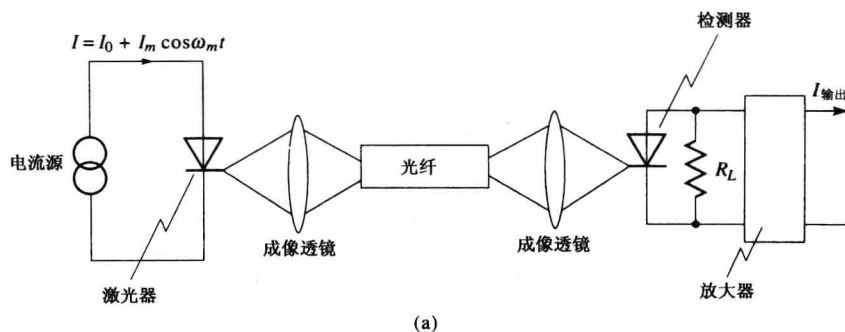 I = I₀ + Iₘ cosωₘt
检测器
I输出
电流源
光纤
R_L
成像透镜
成像透镜
激光器
放大器
(a)